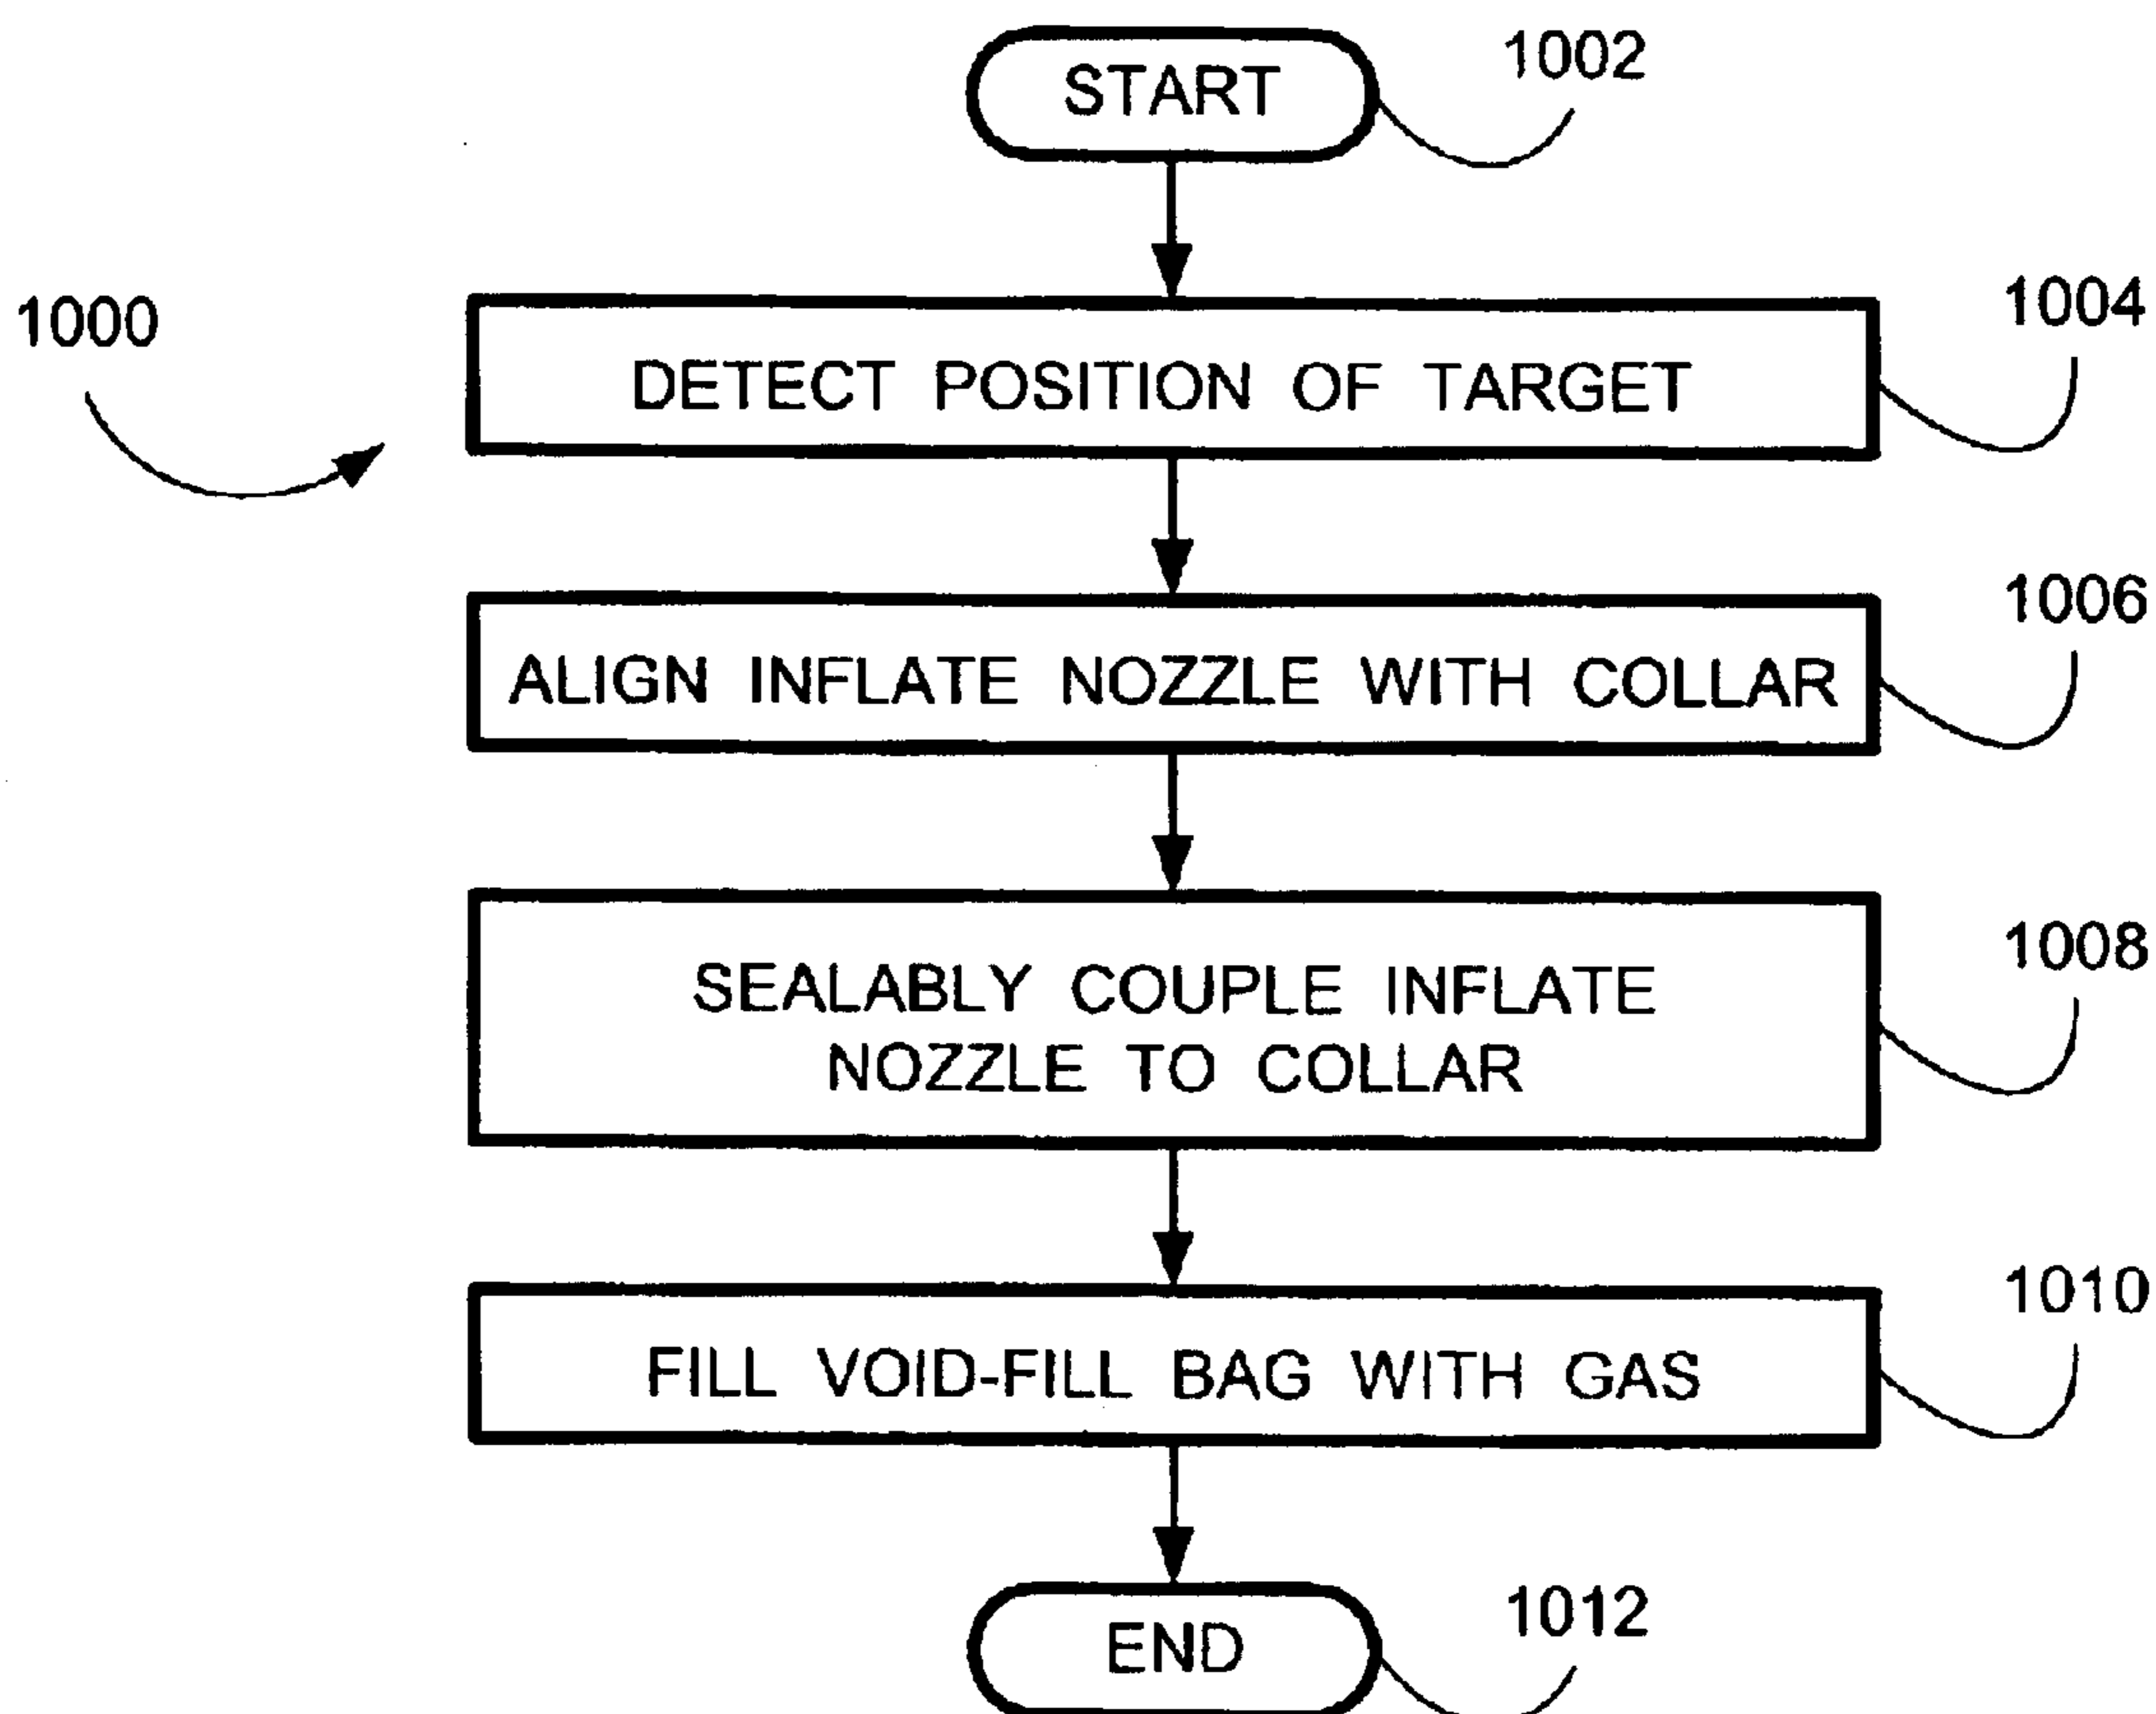 START
1002
1000
DETECT POSITION OF TARGET
1004
ALIGN INFLATE NOZZLE WITH COLLAR
1006
SEALABLY COUPLE INFLATE
NOZZLE TO COLLAR
1008
FILL VOID-FILL BAG WITH GAS
1010
END
1012